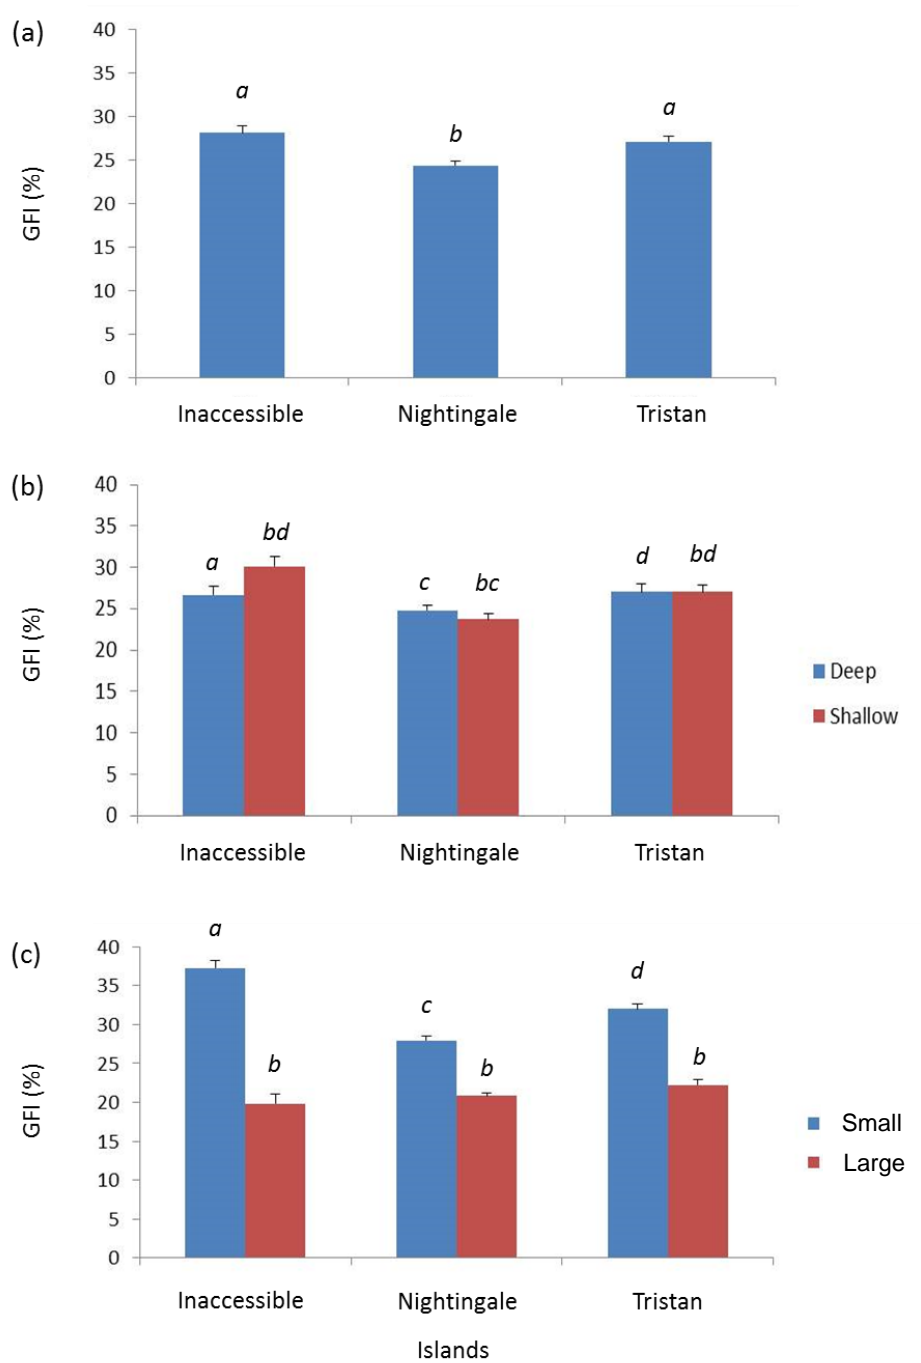 (a)
GFI (%)
40
35
30
25
20
15
10
5
0
a
b
a
Inaccessible Nightingale Tristan
(b)
GFI (%)
40
35
30
25
20
15
10
5
0
a bd
c bc
d bd
Deep
Shallow
Inaccessible Nightingale Tristan
(c)
GFI (%)
40
35
30
25
20
15
10
5
0
a
b
c
b
d
b
Small
Large
Inaccessible Nightingale Tristan
Islands